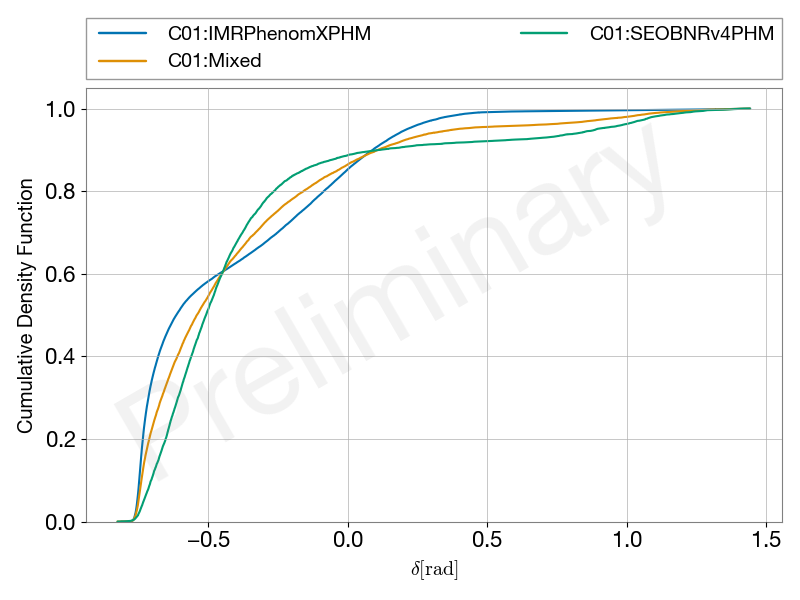 C01:IMRPhenomXPHM
C01:Mixed
C01:SEOBNRv4PHM
1.0
0.8
0.6
0.4
0.2
0.0
Cumulative Density Function
Preliminary
−0.5
0.0
0.5
1.0
1.5
δ[rad]